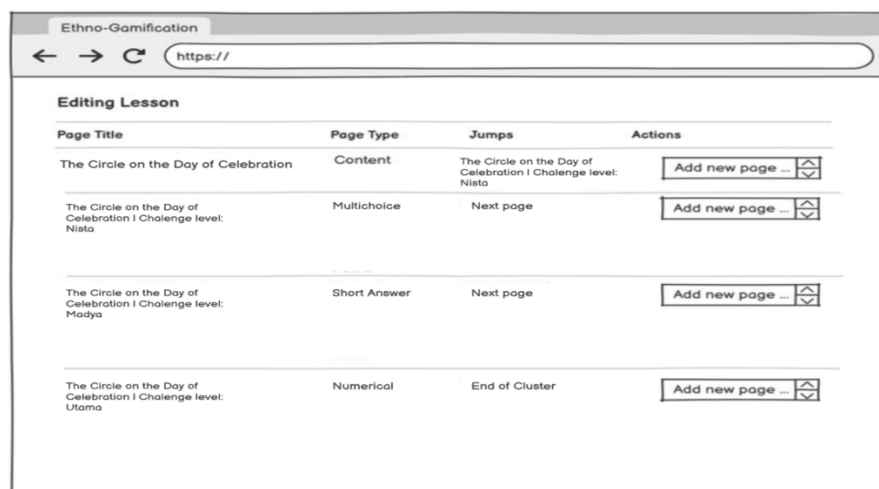 Ethno-Gamification
https://
Editing Lesson
Page Title Page Type Jumps Actions
The Circle on the Day of Celebration Content The Circle on the Day of
Celebration I Chalenge level:
Nista
Add new page ...
The Circle on the Day of
Celebration I Chalenge level:
Nista
Multichoice Next page Add new page ...
The Circle on the Day of
Celebration I Chalenge level:
Madya
Short Answer Next page Add new page ...
The Circle on the Day of
Celebration I Chalenge level:
Utama
Numerical End of Cluster Add new page ...